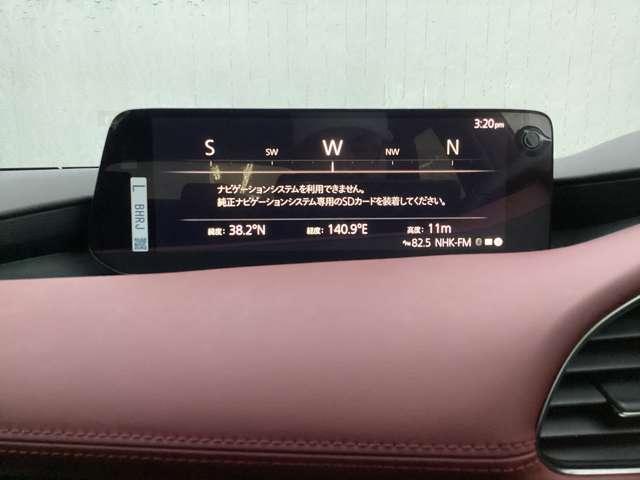 3:20pm
S SW W NW N
ナビゲーションシステムを利用できません。
純正ナビゲーションシステム専用のSDカードを装着してください。
緯度: 38.2°N 経度: 140.9°E 高度: 11m
82.5 NHK-FM
L BHRJ